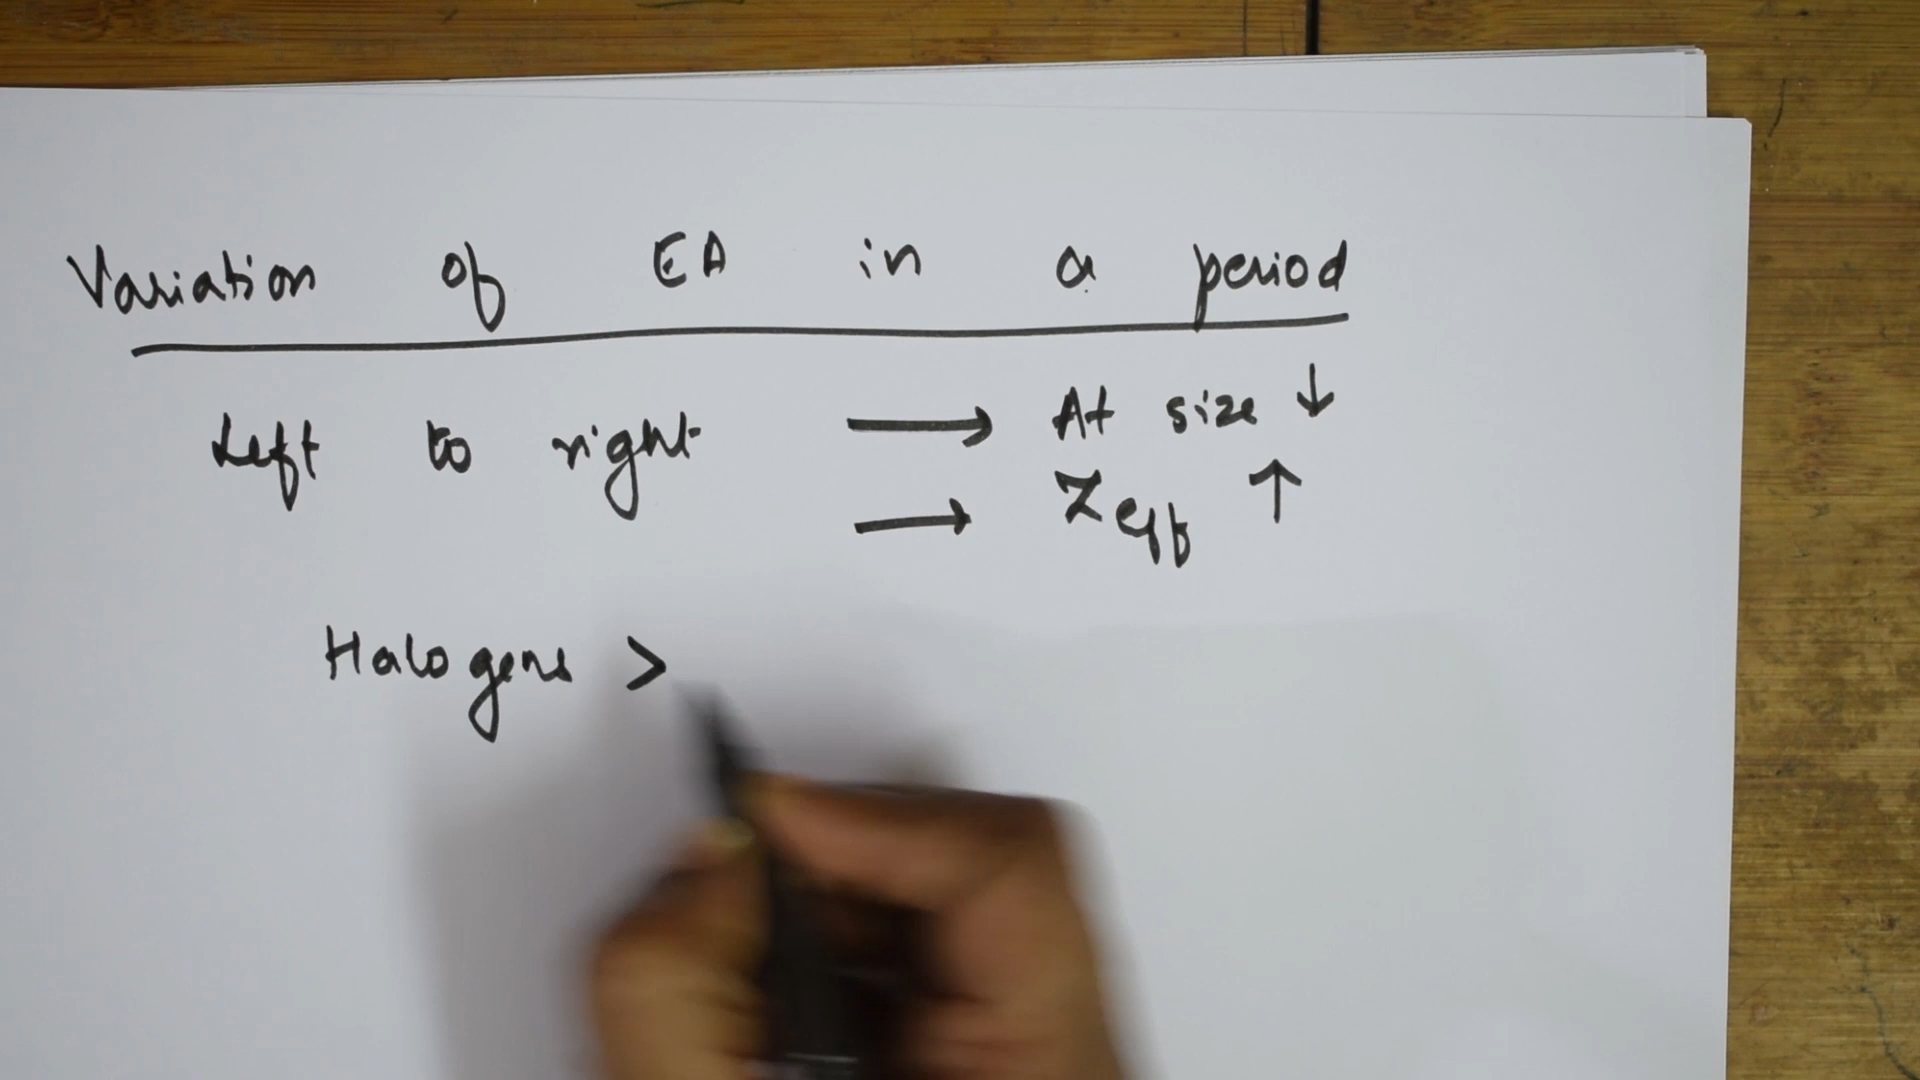 Variation of EA in a period
Left to right → At size ↓
→ Zeff ↑
Halogens >